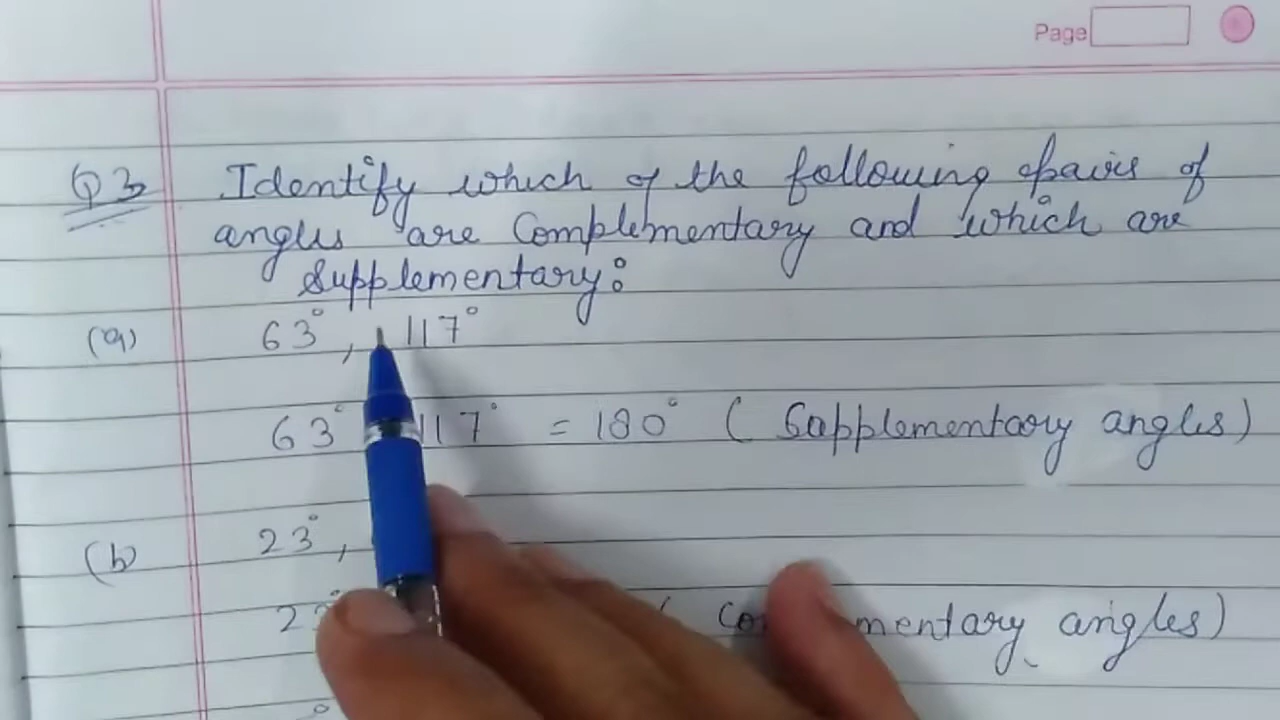 Page
Q3 Identify which of the following pairs of
angles are Complementary and which are
Supplementary:
(a) 63°, 117°
63° 117° = 180° (Supplementary angles)
(b) 23°,
angles)